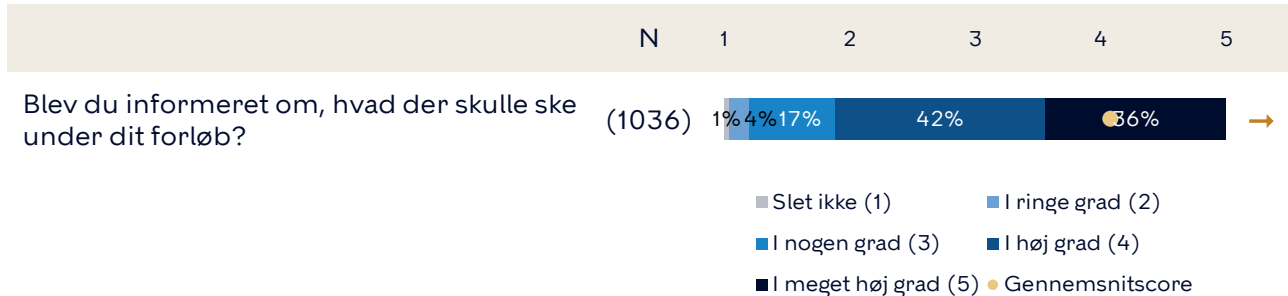 N 1 2 3 4 5
Blev du informeret om, hvad der skulle ske
under dit forløb?
(1036) 1% 4% 17% 42% 36%
Slet ikke (1) I ringe grad (2)
I nogen grad (3) I høj grad (4)
I meget høj grad (5) Gennemsnitscore